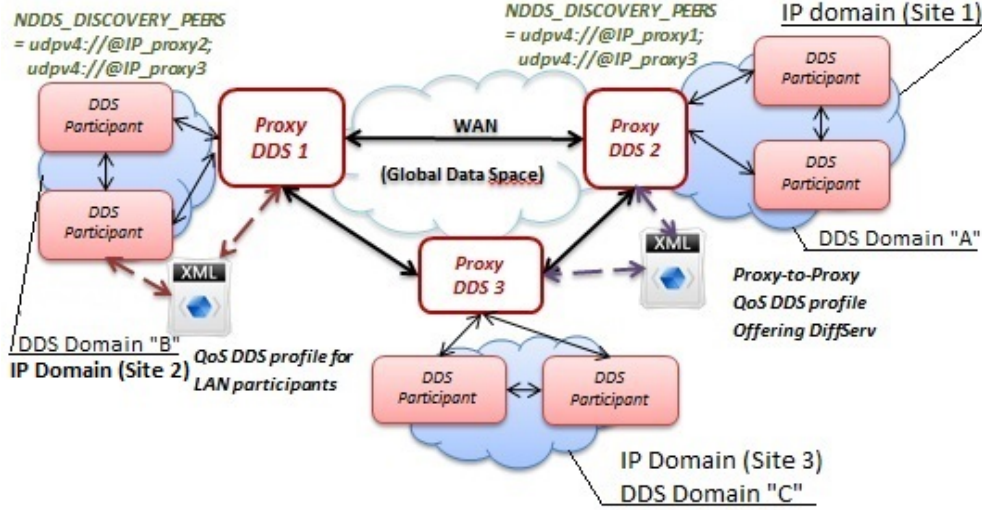 NDDS_DISCOVERY_PEERS
= udpv4://@IP_proxy2;
udpv4://@IP_proxy3
NDDS_DISCOVERY_PEERS
= udpv4://@IP_proxy1;
udpv4://@IP_proxy3
IP domain (Site 1)
DDS
Participant
DDS
Participant
Proxy
DDS 1
WAN
(Global Data Space)
Proxy
DDS 2
DDS
Participant
DDS
Participant
DDS Domain "A"
XML
Proxy
DDS 3
XML
Proxy-to-Proxy
QoS DDS profile
Offering DiffServ
DDS Domain "B"
IP Domain (Site 2)
QoS DDS profile for
LAN participants
DDS
Participant
DDS
Participant
IP Domain (Site 3)
DDS Domain "C"